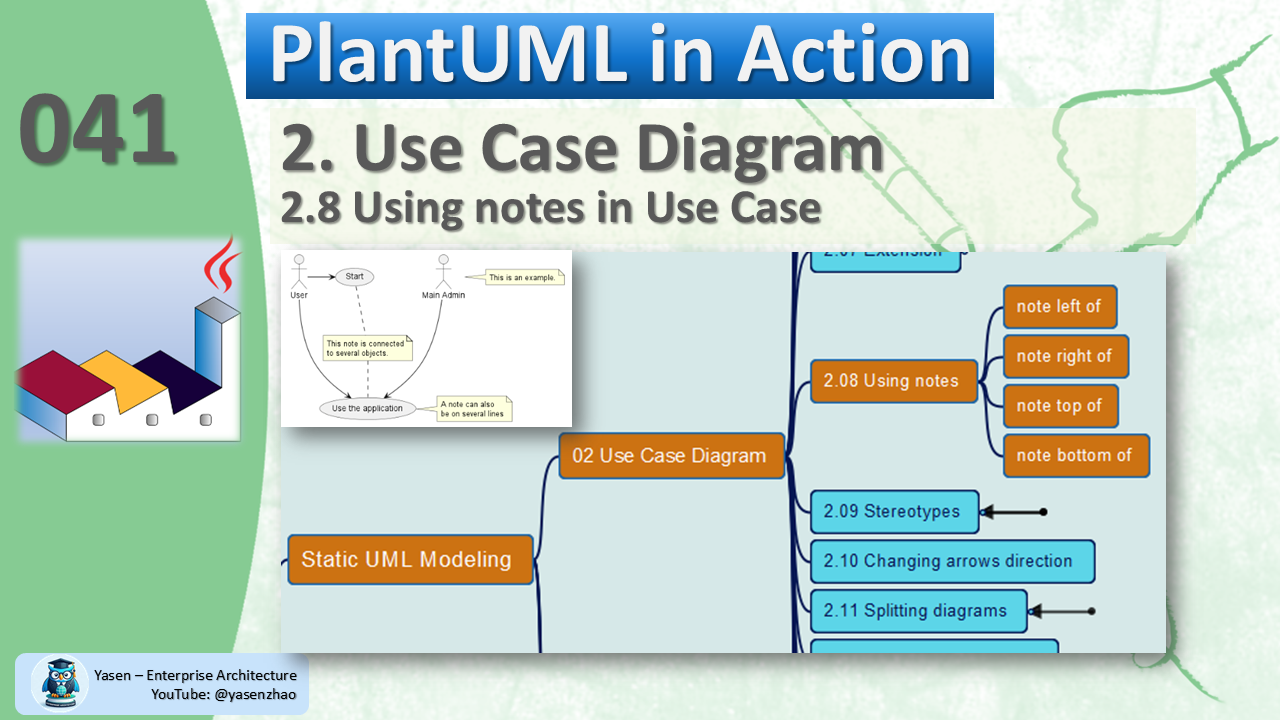 PlantUML in Action
041
2. Use Case Diagram
2.8 Using notes in Use Case
User
Start
Main Admin
This is an example.
This note is connected
to several objects.
Use the application
A note can also
be on several lines
2.07 Extension
2.08 Using notes
note left of
note right of
note top of
note bottom of
02 Use Case Diagram
2.09 Stereotypes
Static UML Modeling
2.10 Changing arrows direction
2.11 Splitting diagrams
Yasen – Enterprise Architecture
YouTube: @yasenzhao